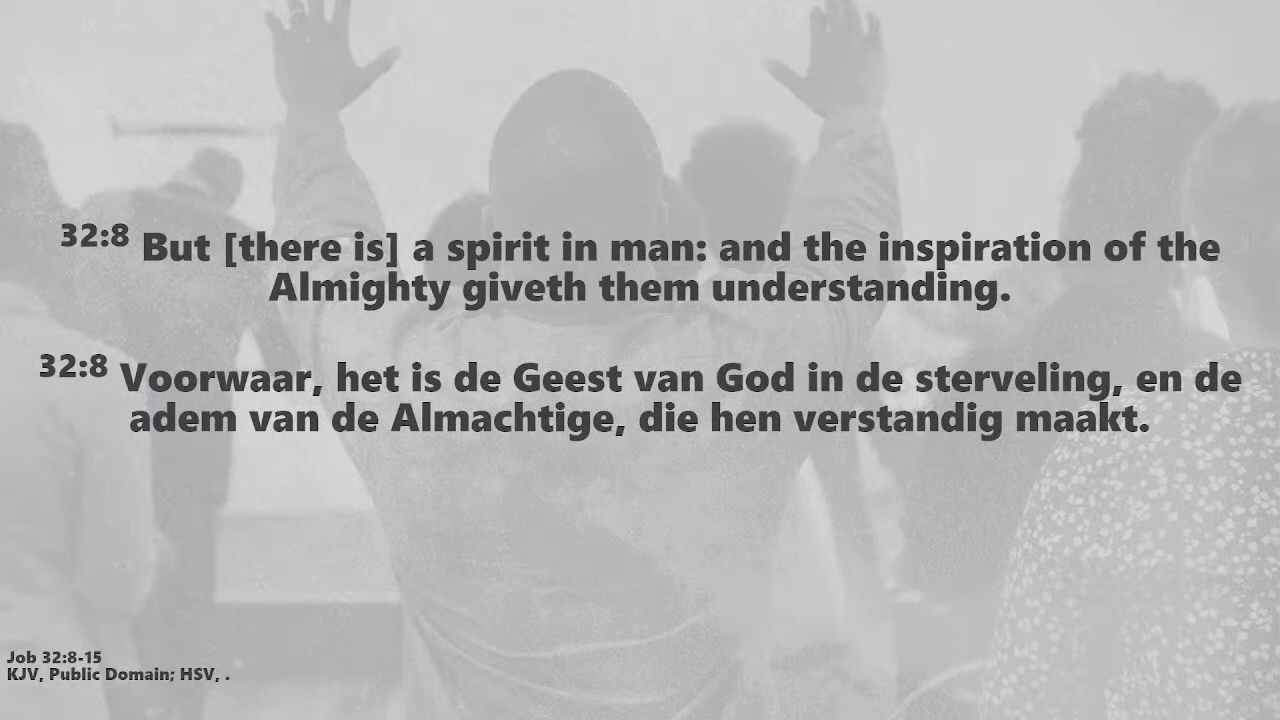 32:8 But [there is] a spirit in man: and the inspiration of the
Almighty giveth them understanding.
32:8 Voorwaar, het is de Geest van God in de sterveling, en de
adem van de Almachtige, die hen verstandig maakt.
Job 32:8-15
KJV, Public Domain; HSV, .